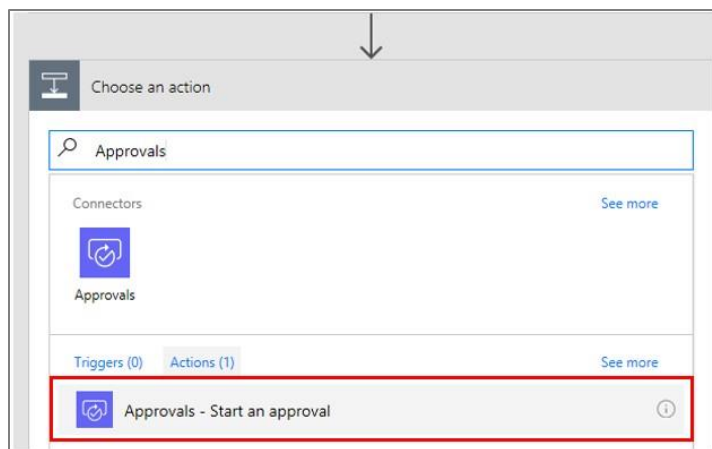 Choose an action
Approvals
Connectors See more
Approvals
Triggers (0) Actions (1) See more
Approvals - Start an approval